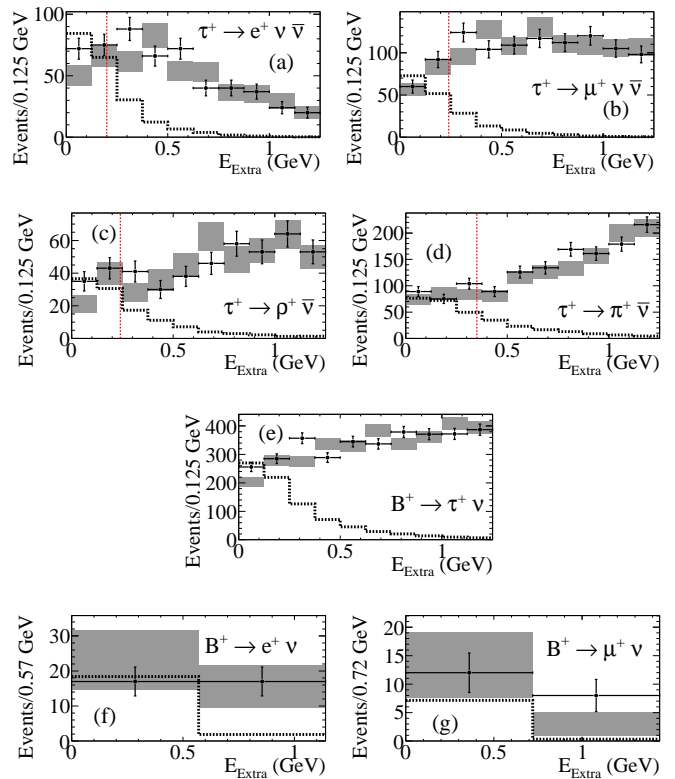 Events/0.125 GeV
100
80
60
40
20
0
τ⁺ → e⁺ ν ν̅
(a)
0 0.5 1
E_Extra (GeV)
Events/0.125 GeV
100
50
0
τ⁺ → μ⁺ ν ν̅
(b)
0 0.5 1
E_Extra (GeV)
Events/0.125 GeV
60
40
20
0
(c)
τ⁺ → ρ⁺ ν̅
0 0.5 1
E_Extra (GeV)
Events/0.125 GeV
200
150
100
50
0
(d)
τ⁺ → π⁺ ν̅
0 0.5 1
E_Extra (GeV)
Events/0.125 GeV
400
300
200
100
0
(e)
B⁺ → τ⁺ ν
0 0.5 1
E_Extra (GeV)
Events/0.57 GeV
30
20
10
0
B⁺ → e⁺ ν
(f)
0 0.5 1
E_Extra (GeV)
Events/0.72 GeV
20
15
10
5
0
B⁺ → μ⁺ ν
(g)
0 0.5 1
E_Extra (GeV)